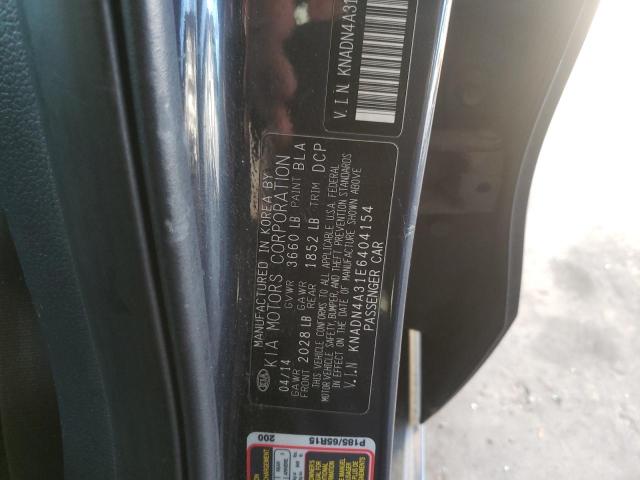 V.I.N KNADN4A31
MANUFACTURED IN KOREA BY
KIA MOTORS CORPORATION
04/14 GVWR 3660 LB PAINT BLA
GAWR FRONT 2028 LB GAWR REAR 1852 LB TRIM DCP
THIS VEHICLE CONFORMS TO ALL APPLICABLE U.S.A. FEDERAL
MOTOR VEHICLE SAFETY, BUMPER, AND THEFT PREVENTION STANDARDS
IN EFFECT ON THE DATE OF MANUFACTURE SHOWN ABOVE
V.I.N KNADN4A31E6404154
PASSENGER CAR
KIA
P185/65R15
200